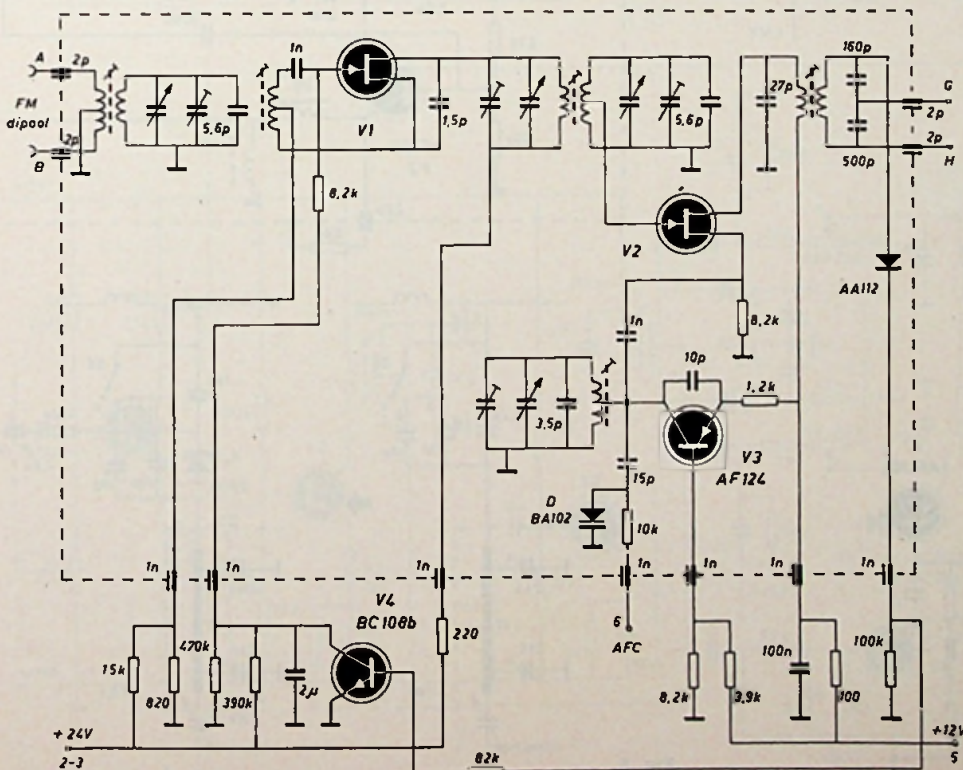 1n
160p
A
2p
FM
dipool
B
2p
5,6p
V1
1,5p
5,6p
27p
G
2p
2p
H
500p
8,2k
V2
AA112
1n
8,2k
10p
1,2k
3,5p
15p
V3
AF124
D
BA102
10k
1n
1n
1n
1n
1n
1n
1n
V4
BC108b
220
6
AFC
15k
820
470k
390k
2μ
8,2k
3,9k
100n
100
100k
+24V
2-3
+12V
5
82k